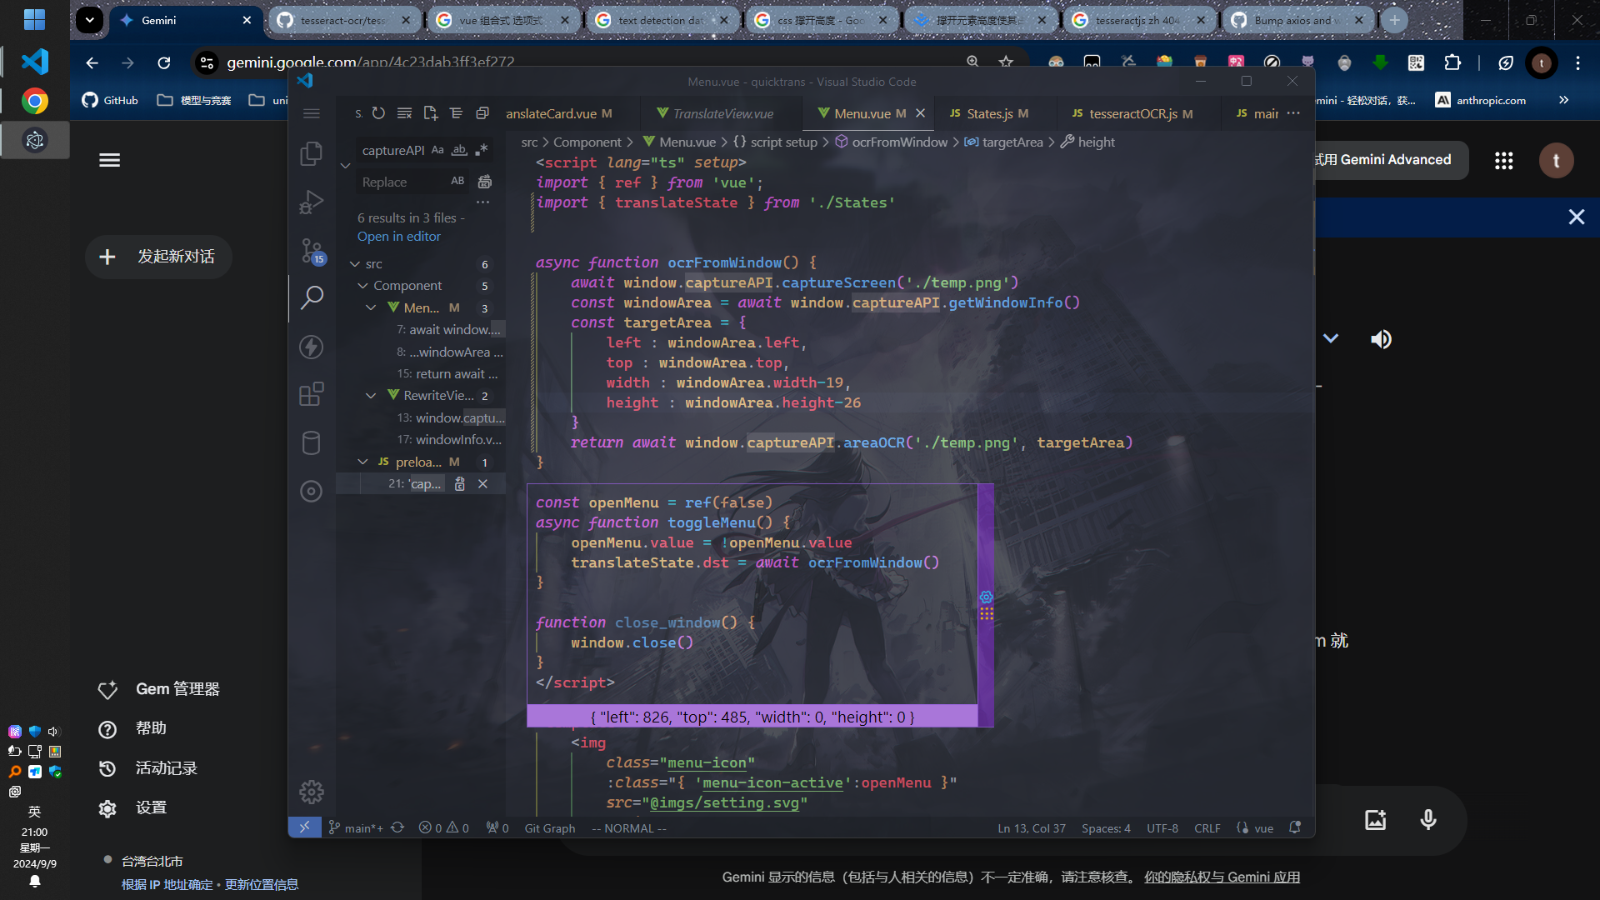 Gemini
tesseract-ocr/tess
vue 组合式 选项式
text detection dat
css 撑开高度 - Goo
撑开元素高度使其
tesseractjs zh 404
Bump axios and w
gemini.google.com/app/4c23dab3ff3ef272
GitHub
模型与竞赛
uni
emini - 轻松对话，获...
anthropic.com
试用 Gemini Advanced
t
发起新对话
Gem 管理器
帮助
活动记录
设置
台湾台北市
根据 IP 地址确定 • 更新位置信息
m 就
Gemini 显示的信息（包括与人相关的信息）不一定准确，请注意核查。 你的隐私权与 Gemini 应用
英
21:00
星期一
2024/9/9
Menu.vue - quicktrans - Visual Studio Code
anslateCard.vue M
TranslateView.vue
Menu.vue M
JS States.js M
JS tesseractOCR.js M
JS main
src > Component > Menu.vue > {} script setup > ocrFromWindow > targetArea > height
captureAPI
Replace
6 results in 3 files -
Open in editor
src 6
Component 5
Men... M 3
7: await window....
8: ...windowArea ...
15: return await ...
RewriteVie... 2
13: window.captu...
17: windowInfo.v...
JS preloa... M 1
21: 'cap...
15
<script lang="ts" setup>
import { ref } from 'vue';
import { translateState } from './States'
async function ocrFromWindow() {
await window.captureAPI.captureScreen('./temp.png')
const windowArea = await window.captureAPI.getWindowInfo()
const targetArea = {
left : windowArea.left,
top : windowArea.top,
width : windowArea.width-19,
height : windowArea.height-26
}
return await window.captureAPI.areaOCR('./temp.png', targetArea)
}
const openMenu = ref(false)
async function toggleMenu() {
openMenu.value = !openMenu.value
translateState.dst = await ocrFromWindow()
}
function close_window() {
window.close()
}
</script>
{ "left": 826, "top": 485, "width": 0, "height": 0 }
<img
class="menu-icon"
:class="{ 'menu-icon-active':openMenu }"
src="@imgs/setting.svg"
main*+
0 0
0
Git Graph
-- NORMAL --
Ln 13, Col 37
Spaces: 4
UTF-8
CRLF
vue